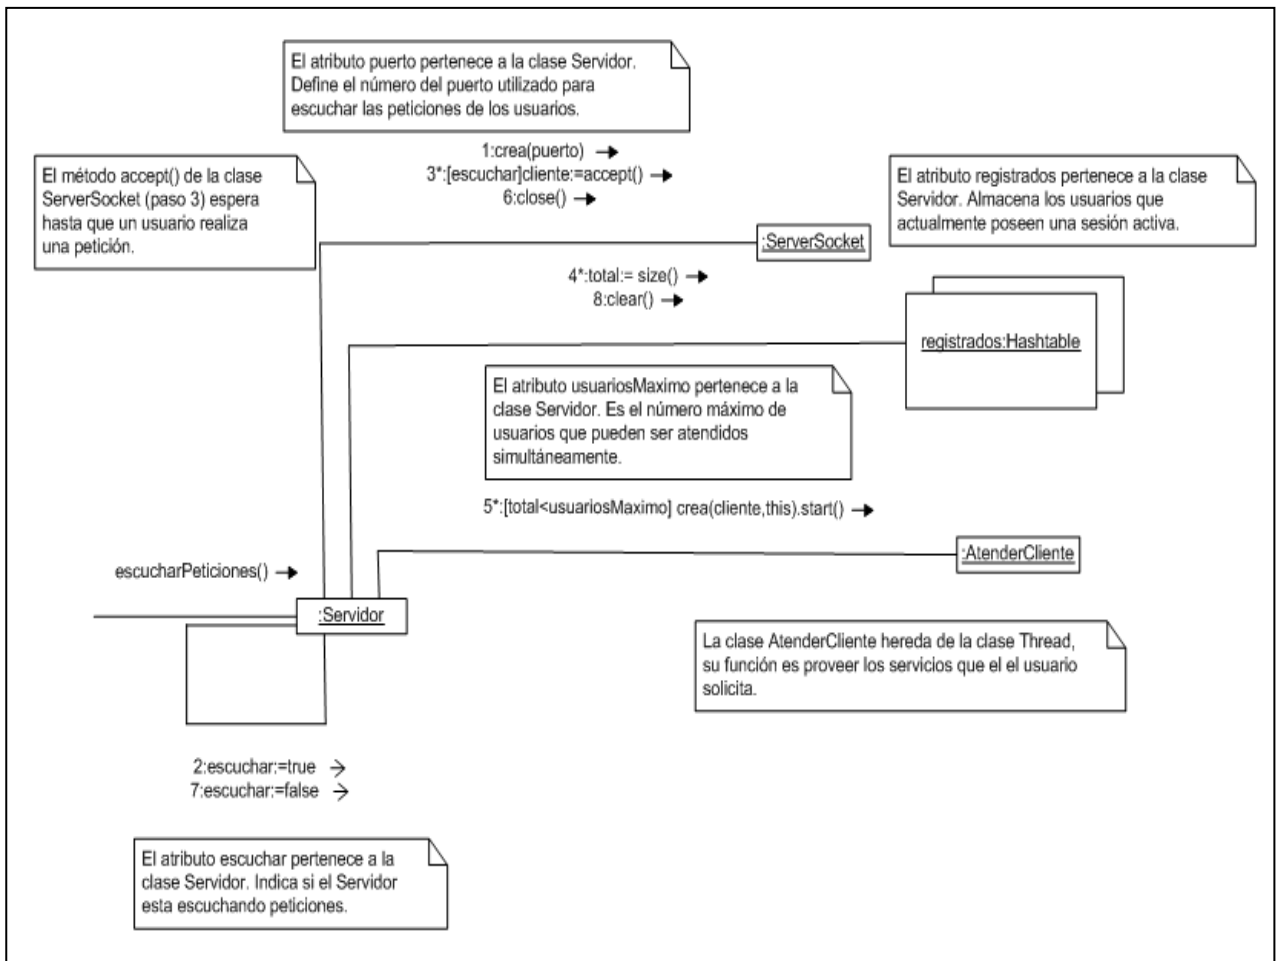 El atributo puerto pertenece a la clase Servidor.
Define el número del puerto utilizado para
escuchar las peticiones de los usuarios.
1:crea(puerto)
3*:[escuchar]cliente:=accept()
6:close()
El método accept() de la clase
ServerSocket (paso 3) espera
hasta que un usuario realiza
una petición.
El atributo registrados pertenece a la clase
Servidor. Almacena los usuarios que
actualmente poseen una sesión activa.
:ServerSocket
4*:total:= size()
8:clear()
registrados:Hashtable
El atributo usuariosMaximo pertenece a la
clase Servidor. Es el número máximo de
usuarios que pueden ser atendidos
simultáneamente.
5*:[total<usuariosMaximo] crea(cliente,this).start()
:AtenderCliente
escucharPeticiones()
:Servidor
La clase AtenderCliente hereda de la clase Thread,
su función es proveer los servicios que el el usuario
solicita.
2:escuchar:=true
7:escuchar:=false
El atributo escuchar pertenece a la
clase Servidor. Indica si el Servidor
esta escuchando peticiones.